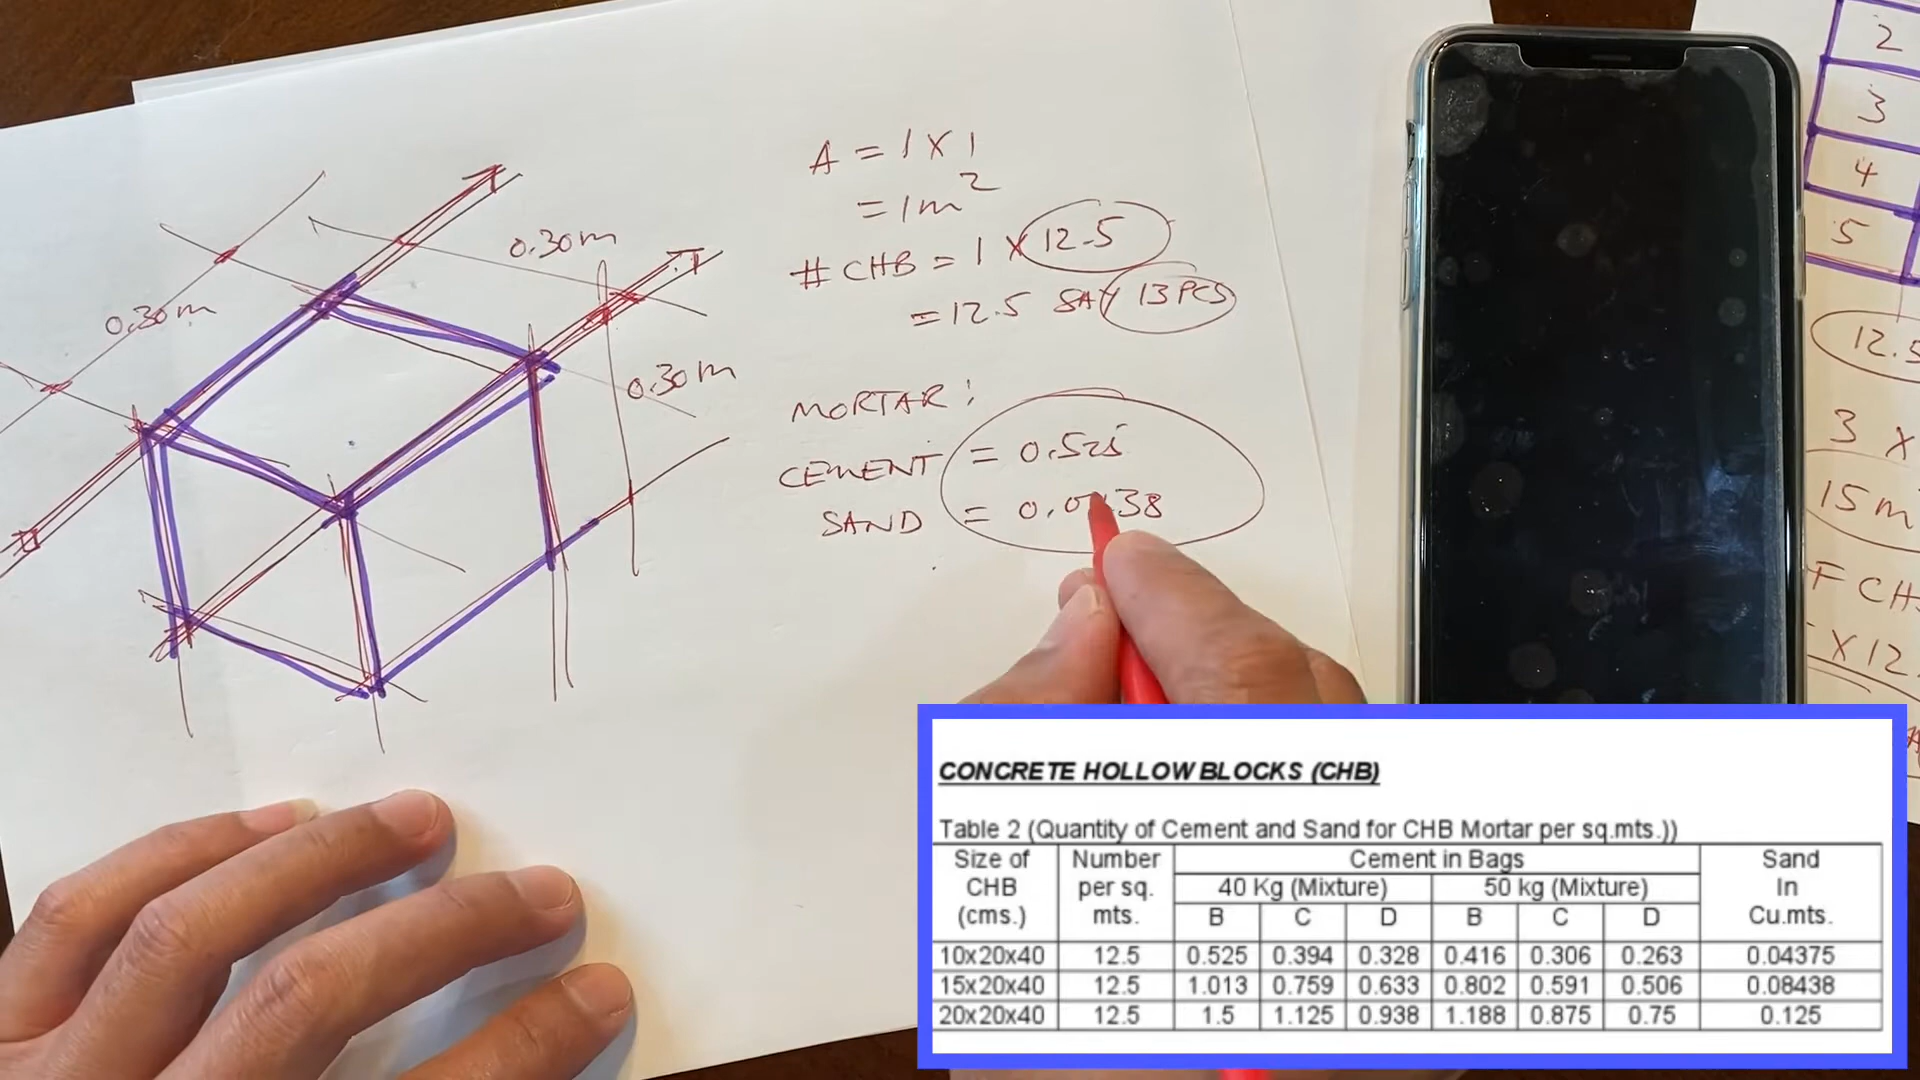 0.30m
0.30m
0.30m
A = 1 X 1
= 1m²
# CHB = 1 X 12.5
= 12.5 SAY 13 PCS
MORTAR:
CEMENT = 0.525
SAND =
2
3
4
5
12.5
3 X
15m
X 12.
CONCRETE HOLLOW BLOCKS (CHB)
Table 2 (Quantity of Cement and Sand for CHB Mortar per sq.mts.))
Size of CHB (cms.) Number per sq. mts. Cement in Bags Sand In Cu.mts.
40 Kg (Mixture) 50 kg (Mixture)
B C D B C D
10x20x40 12.5 0.525 0.394 0.328 0.416 0.306 0.263 0.04375
15x20x40 12.5 1.013 0.759 0.633 0.802 0.591 0.506 0.08438
20x20x40 12.5 1.5 1.125 0.938 1.188 0.875 0.75 0.125